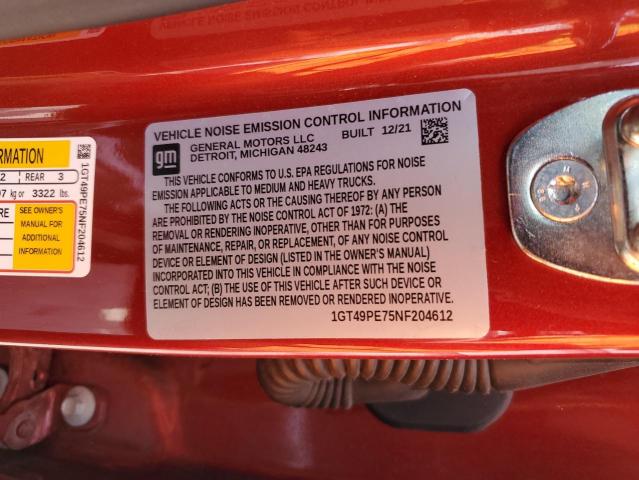 VEHICLE NOISE EMISSION CONTROL INFORMATION
gm
GENERAL MOTORS LLC BUILT 12/21
DETROIT, MICHIGAN 48243
THIS VEHICLE CONFORMS TO U.S. EPA REGULATIONS FOR NOISE
EMISSION APPLICABLE TO MEDIUM AND HEAVY TRUCKS.
THE FOLLOWING ACTS OR THE CAUSING THEREOF BY ANY PERSON
ARE PROHIBITED BY THE NOISE CONTROL ACT OF 1972: (A) THE
REMOVAL OR RENDERING INOPERATIVE, OTHER THAN FOR PURPOSES
OF MAINTENANCE, REPAIR, OR REPLACEMENT, OF ANY NOISE CONTROL
DEVICE OR ELEMENT OF DESIGN (LISTED IN THE OWNER'S MANUAL)
INCORPORATED INTO THIS VEHICLE IN COMPLIANCE WITH THE NOISE
CONTROL ACT; (B) THE USE OF THIS VEHICLE AFTER SUCH DEVICE OR
ELEMENT OF DESIGN HAS BEEN REMOVED OR RENDERED INOPERATIVE.
1GT49PE75NF204612
RMATION
2 REAR 3
kg or 3322 lbs.
RE
SEE OWNER'S
MANUAL FOR
ADDITIONAL
INFORMATION
1GT49PE75NF204612